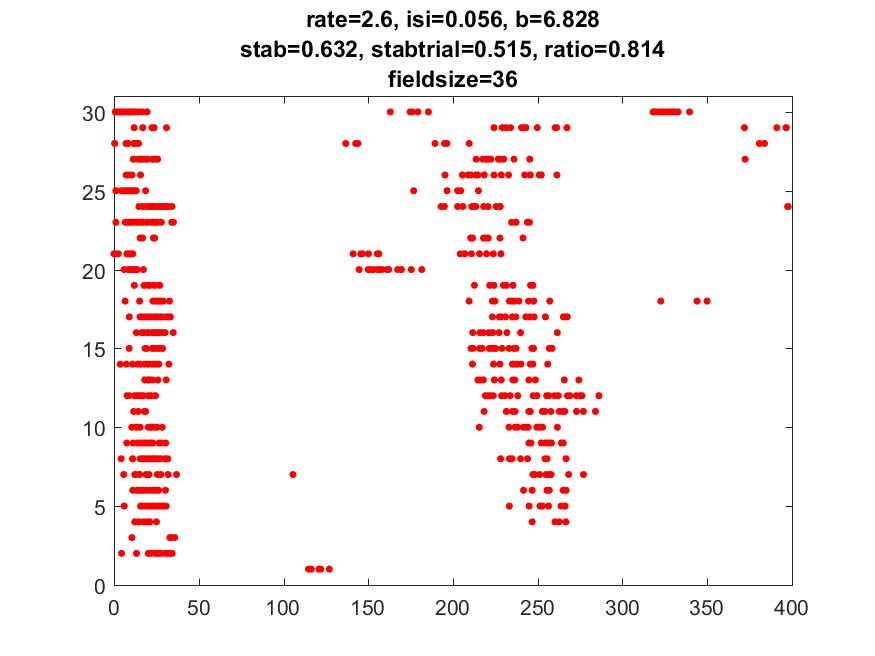 rate=2.6, isi=0.056, b=6.828
stab=0.632, stabtrial=0.515, ratio=0.814
fieldsize=36
30
25
20
15
10
5
0
0 50 100 150 200 250 300 350 400